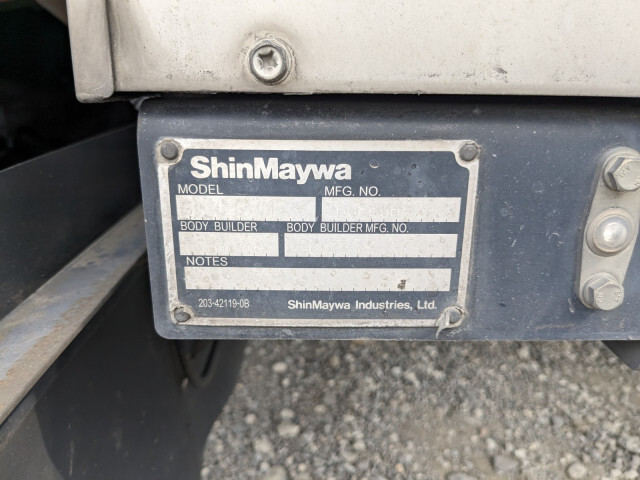 ShinMaywa
MODEL MFG. NO.
BODY BUILDER BODY BUILDER MFG. NO.
NOTES
203-42119-0B ShinMaywa Industries, Ltd.